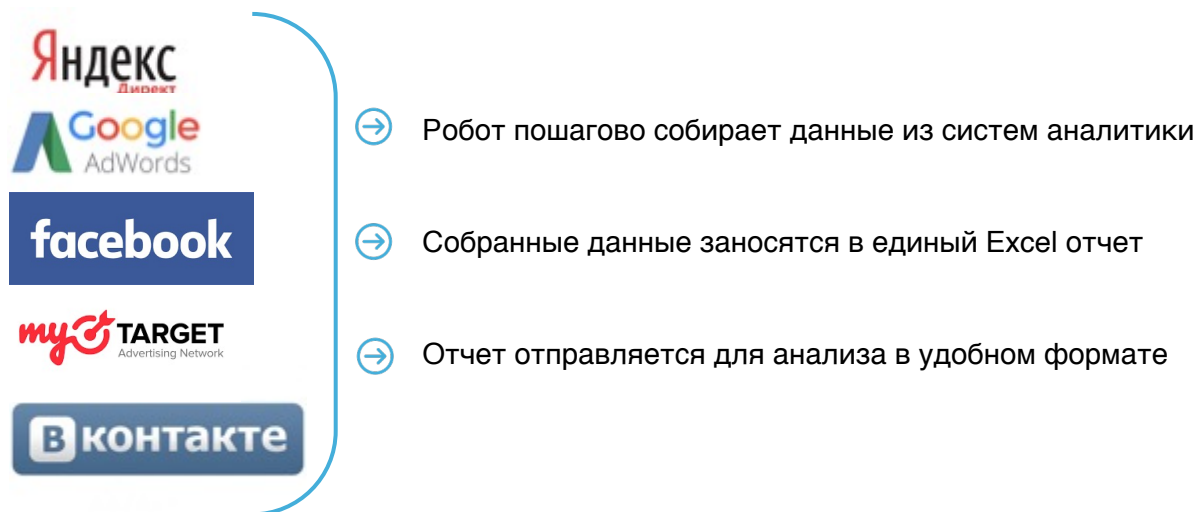 Яндекс
Директ
Google
AdWords
facebook
my TARGET
Advertising Network
В контакте
Робот пошагово собирает данные из систем аналитики
Собранные данные заносятся в единый Excel отчет
Отчет отправляется для анализа в удобном формате